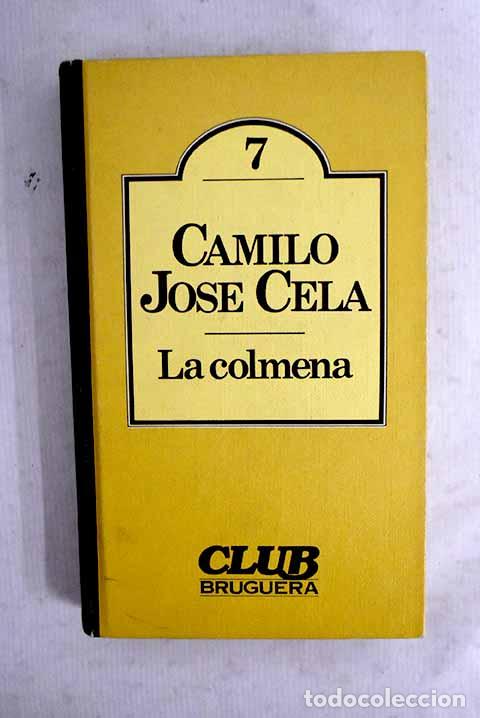 7
CAMILO
JOSE CELA
La colmena
CLUB
BRUGUERA
todocoleccion